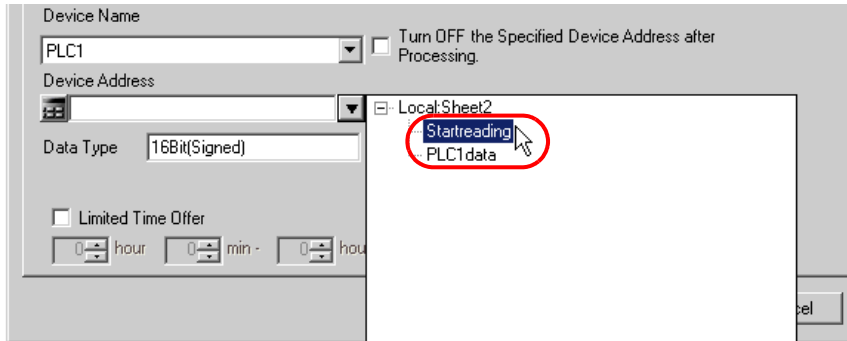 Device Name
PLC1
Turn OFF the Specified Device Address after
Processing.
Device Address
Local:Sheet2
Startreading
PLC1data
Data Type 16Bit(Signed)
Limited Time Offer
0 hour 0 min - 0 hou
cel